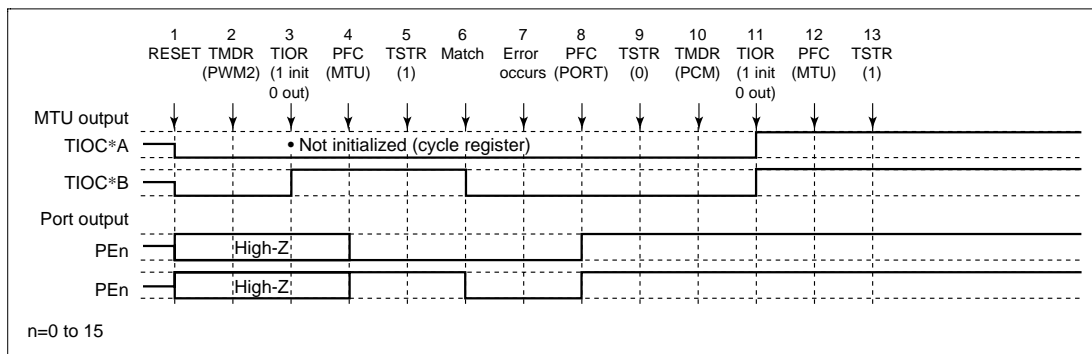 1 2 3 4 5 6 7 8 9 10 11 12 13
RESET TMDR TIOR PFC TSTR Match Error PFC TSTR TMDR TIOR PFC TSTR
(PWM2) (1 init (MTU) (1) occurs (PORT) (0) (PCM) (1 init (MTU) (1)
0 out) 0 out)
MTU output
TIOC*A • Not initialized (cycle register)
TIOC*B
Port output
PEn High-Z
PEn High-Z
n=0 to 15